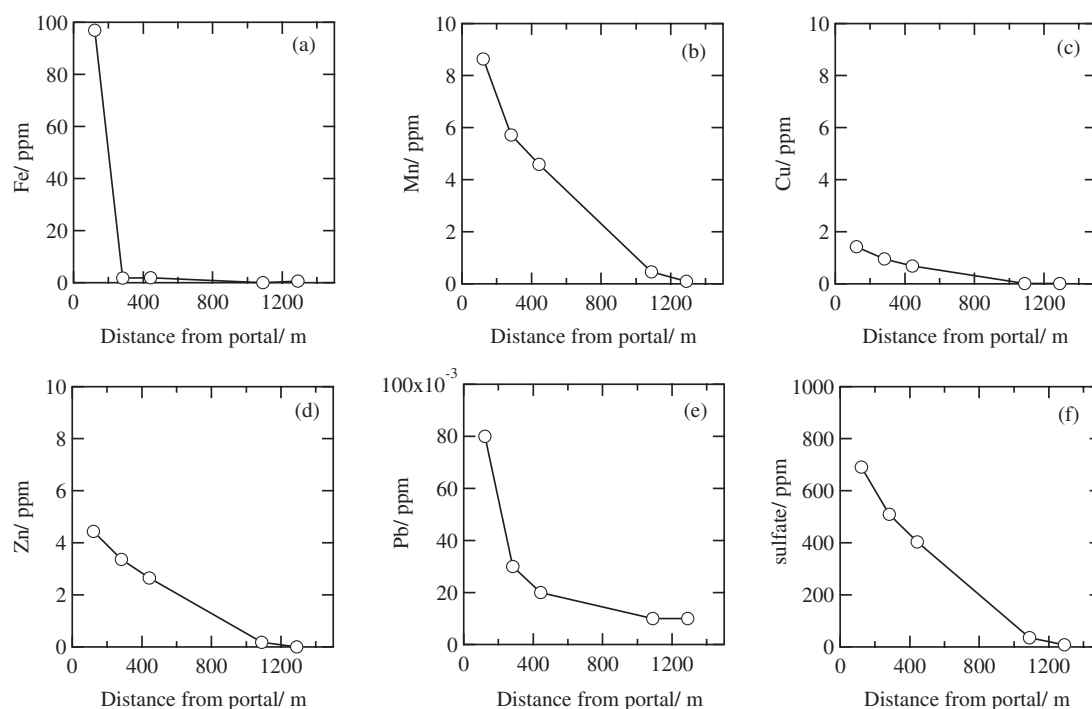 100
80
60
40
20
0
Fe/ ppm
(a)
0 400 800 1200
Distance from portal/ m
10
8
6
4
2
0
Mn/ ppm
(b)
0 400 800 1200
Distance from portal/ m
10
8
6
4
2
0
Cu/ ppm
(c)
0 400 800 1200
Distance from portal/ m
10
8
6
4
2
0
Zn/ ppm
(d)
0 400 800 1200
Distance from portal/ m
100x10⁻³
80
60
40
20
0
Pb/ ppm
(e)
0 400 800 1200
Distance from portal/ m
1000
800
600
400
200
0
sulfate/ ppm
(f)
0 400 800 1200
Distance from portal/ m